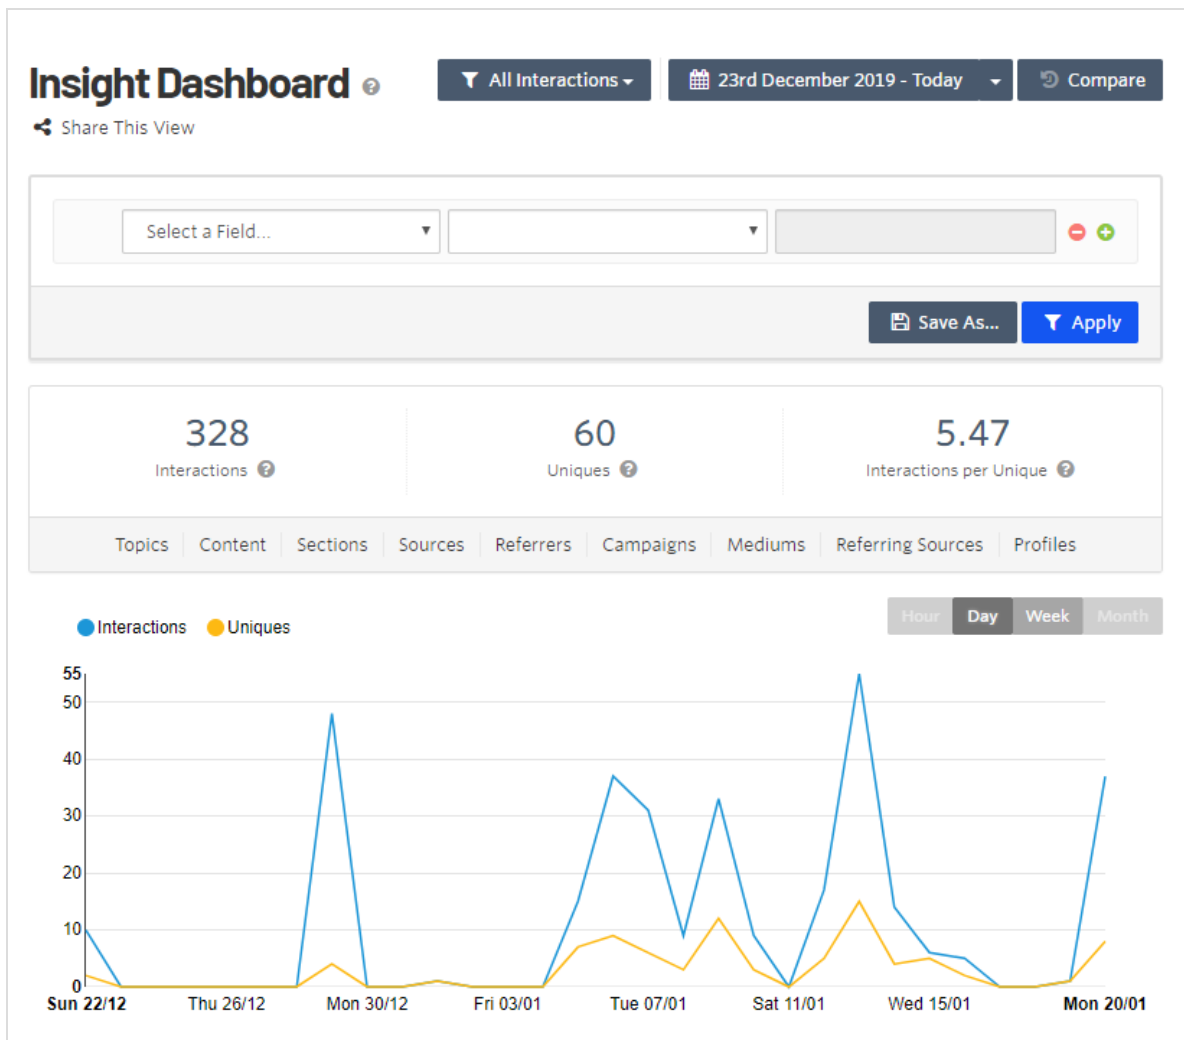 Insight Dashboard
All Interactions
23rd December 2019 - Today
Compare
Share This View
Select a Field...
Save As...
Apply
328
60
5.47
Interactions
Uniques
Interactions per Unique
Topics Content Sections Sources Referrers Campaigns Mediums Referring Sources Profiles
Hour Day Week Month
Interactions Uniques
55
50
40
30
20
10
0
Sun 22/12 Thu 26/12 Mon 30/12 Fri 03/01 Tue 07/01 Sat 11/01 Wed 15/01 Mon 20/01